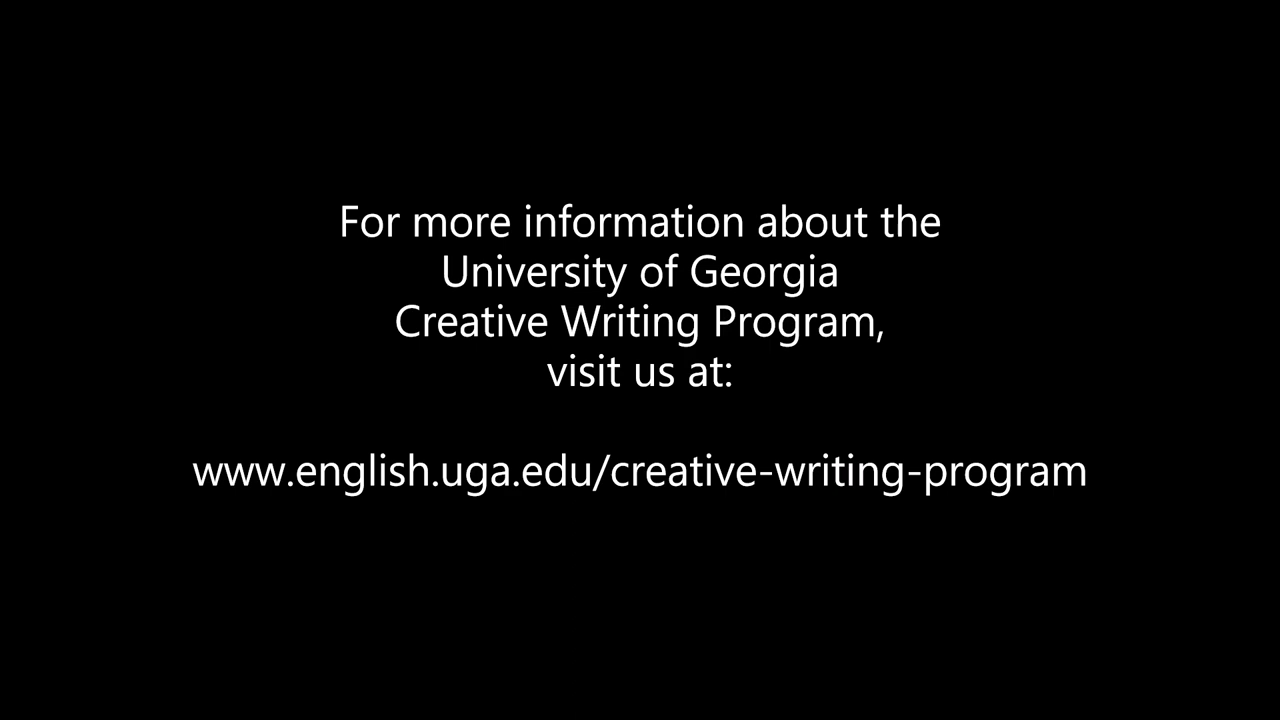 For more information about the
University of Georgia
Creative Writing Program,
visit us at:
www.english.uga.edu/creative-writing-program